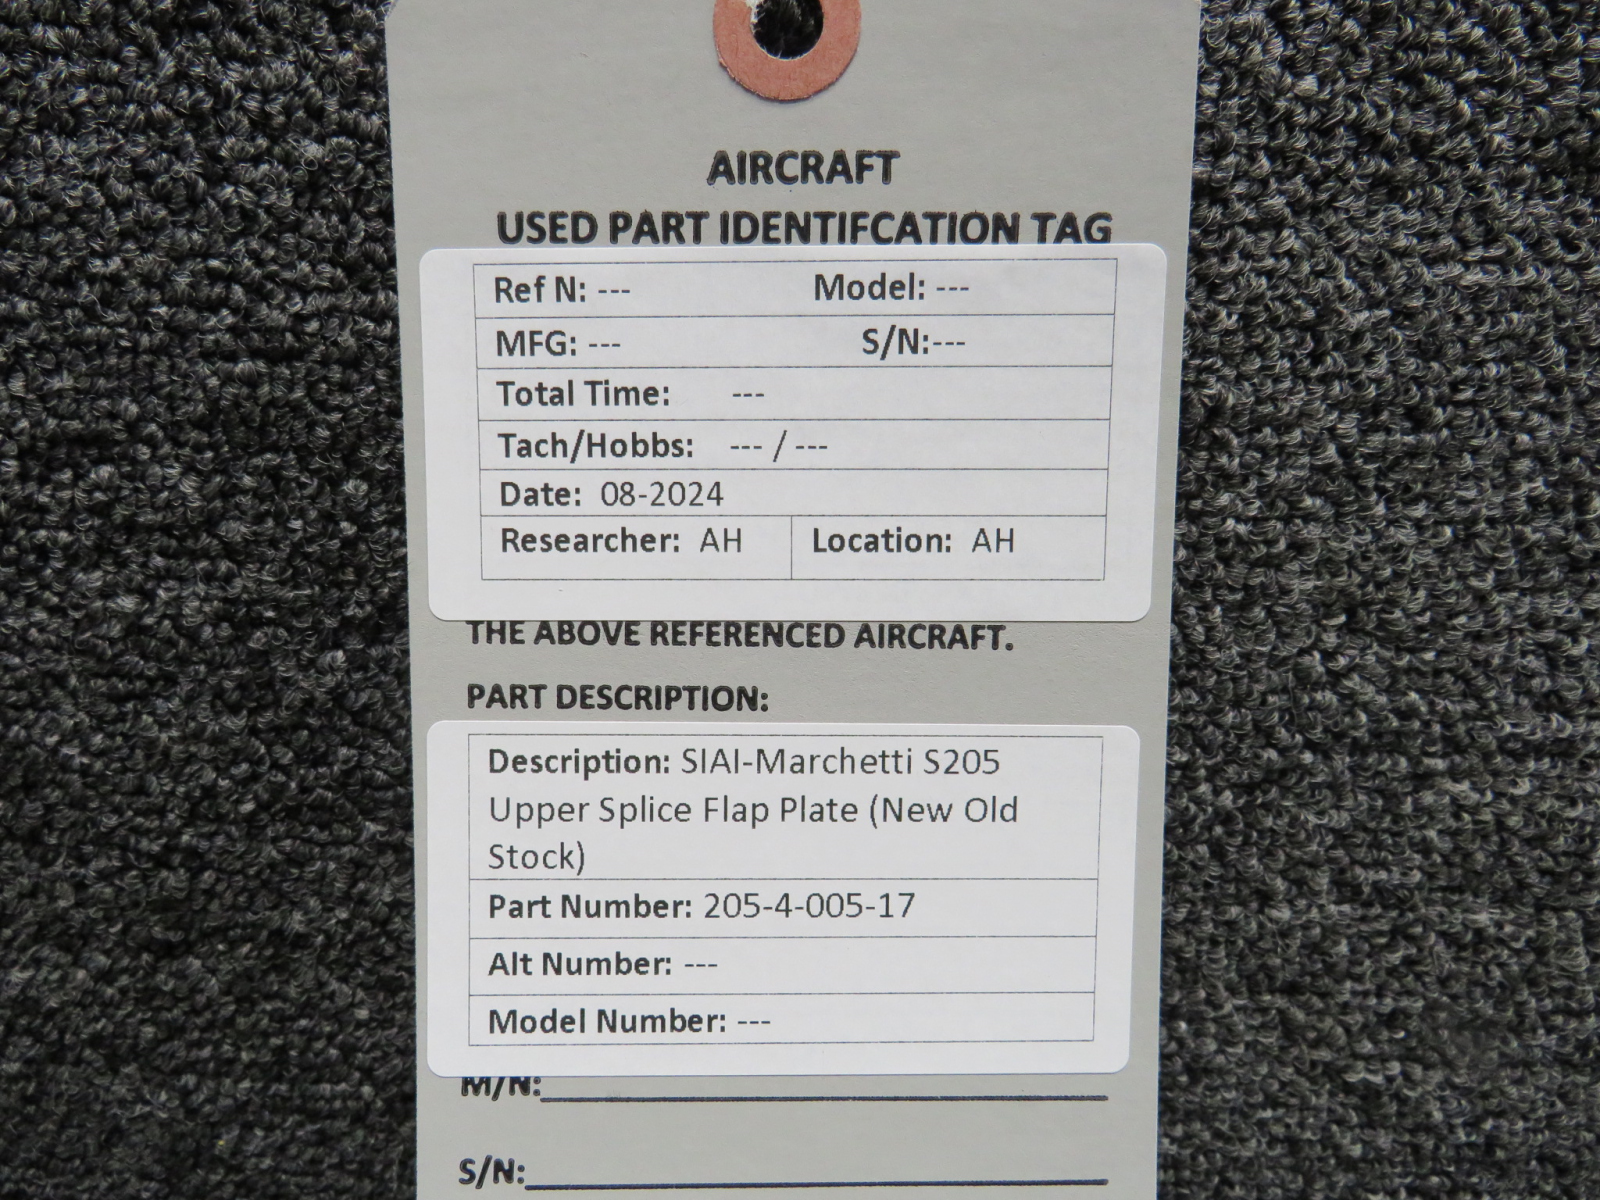 AIRCRAFT
USED PART IDENTIFCATION TAG
Ref N: --- Model: ---
MFG: --- S/N:---
Total Time: ---
Tach/Hobbs: --- / ---
Date: 08-2024
Researcher: AH Location: AH
THE ABOVE REFERENCED AIRCRAFT.
PART DESCRIPTION:
Description: SIAI-Marchetti S205
Upper Splice Flap Plate (New Old
Stock)
Part Number: 205-4-005-17
Alt Number: ---
Model Number: ---
M/N:
S/N: